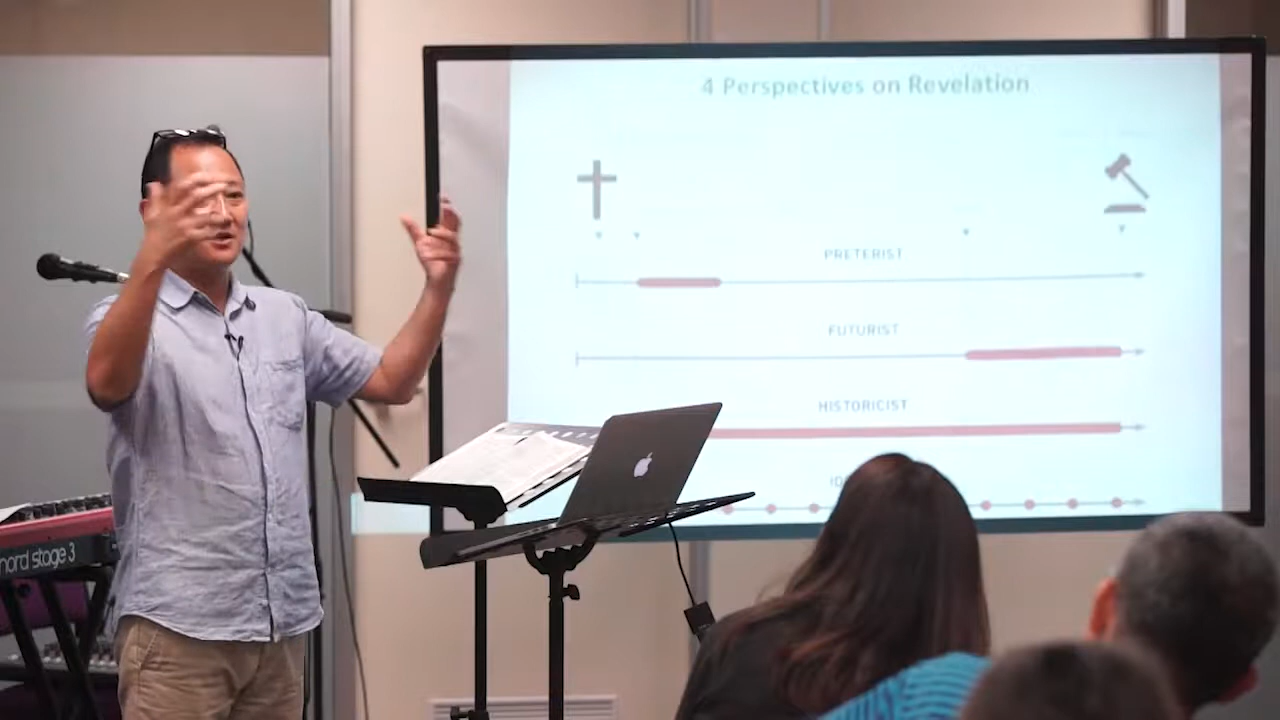 4 Perspectives on Revelation
PRETERIST
FUTURIST
HISTORICIST
nord stage 3